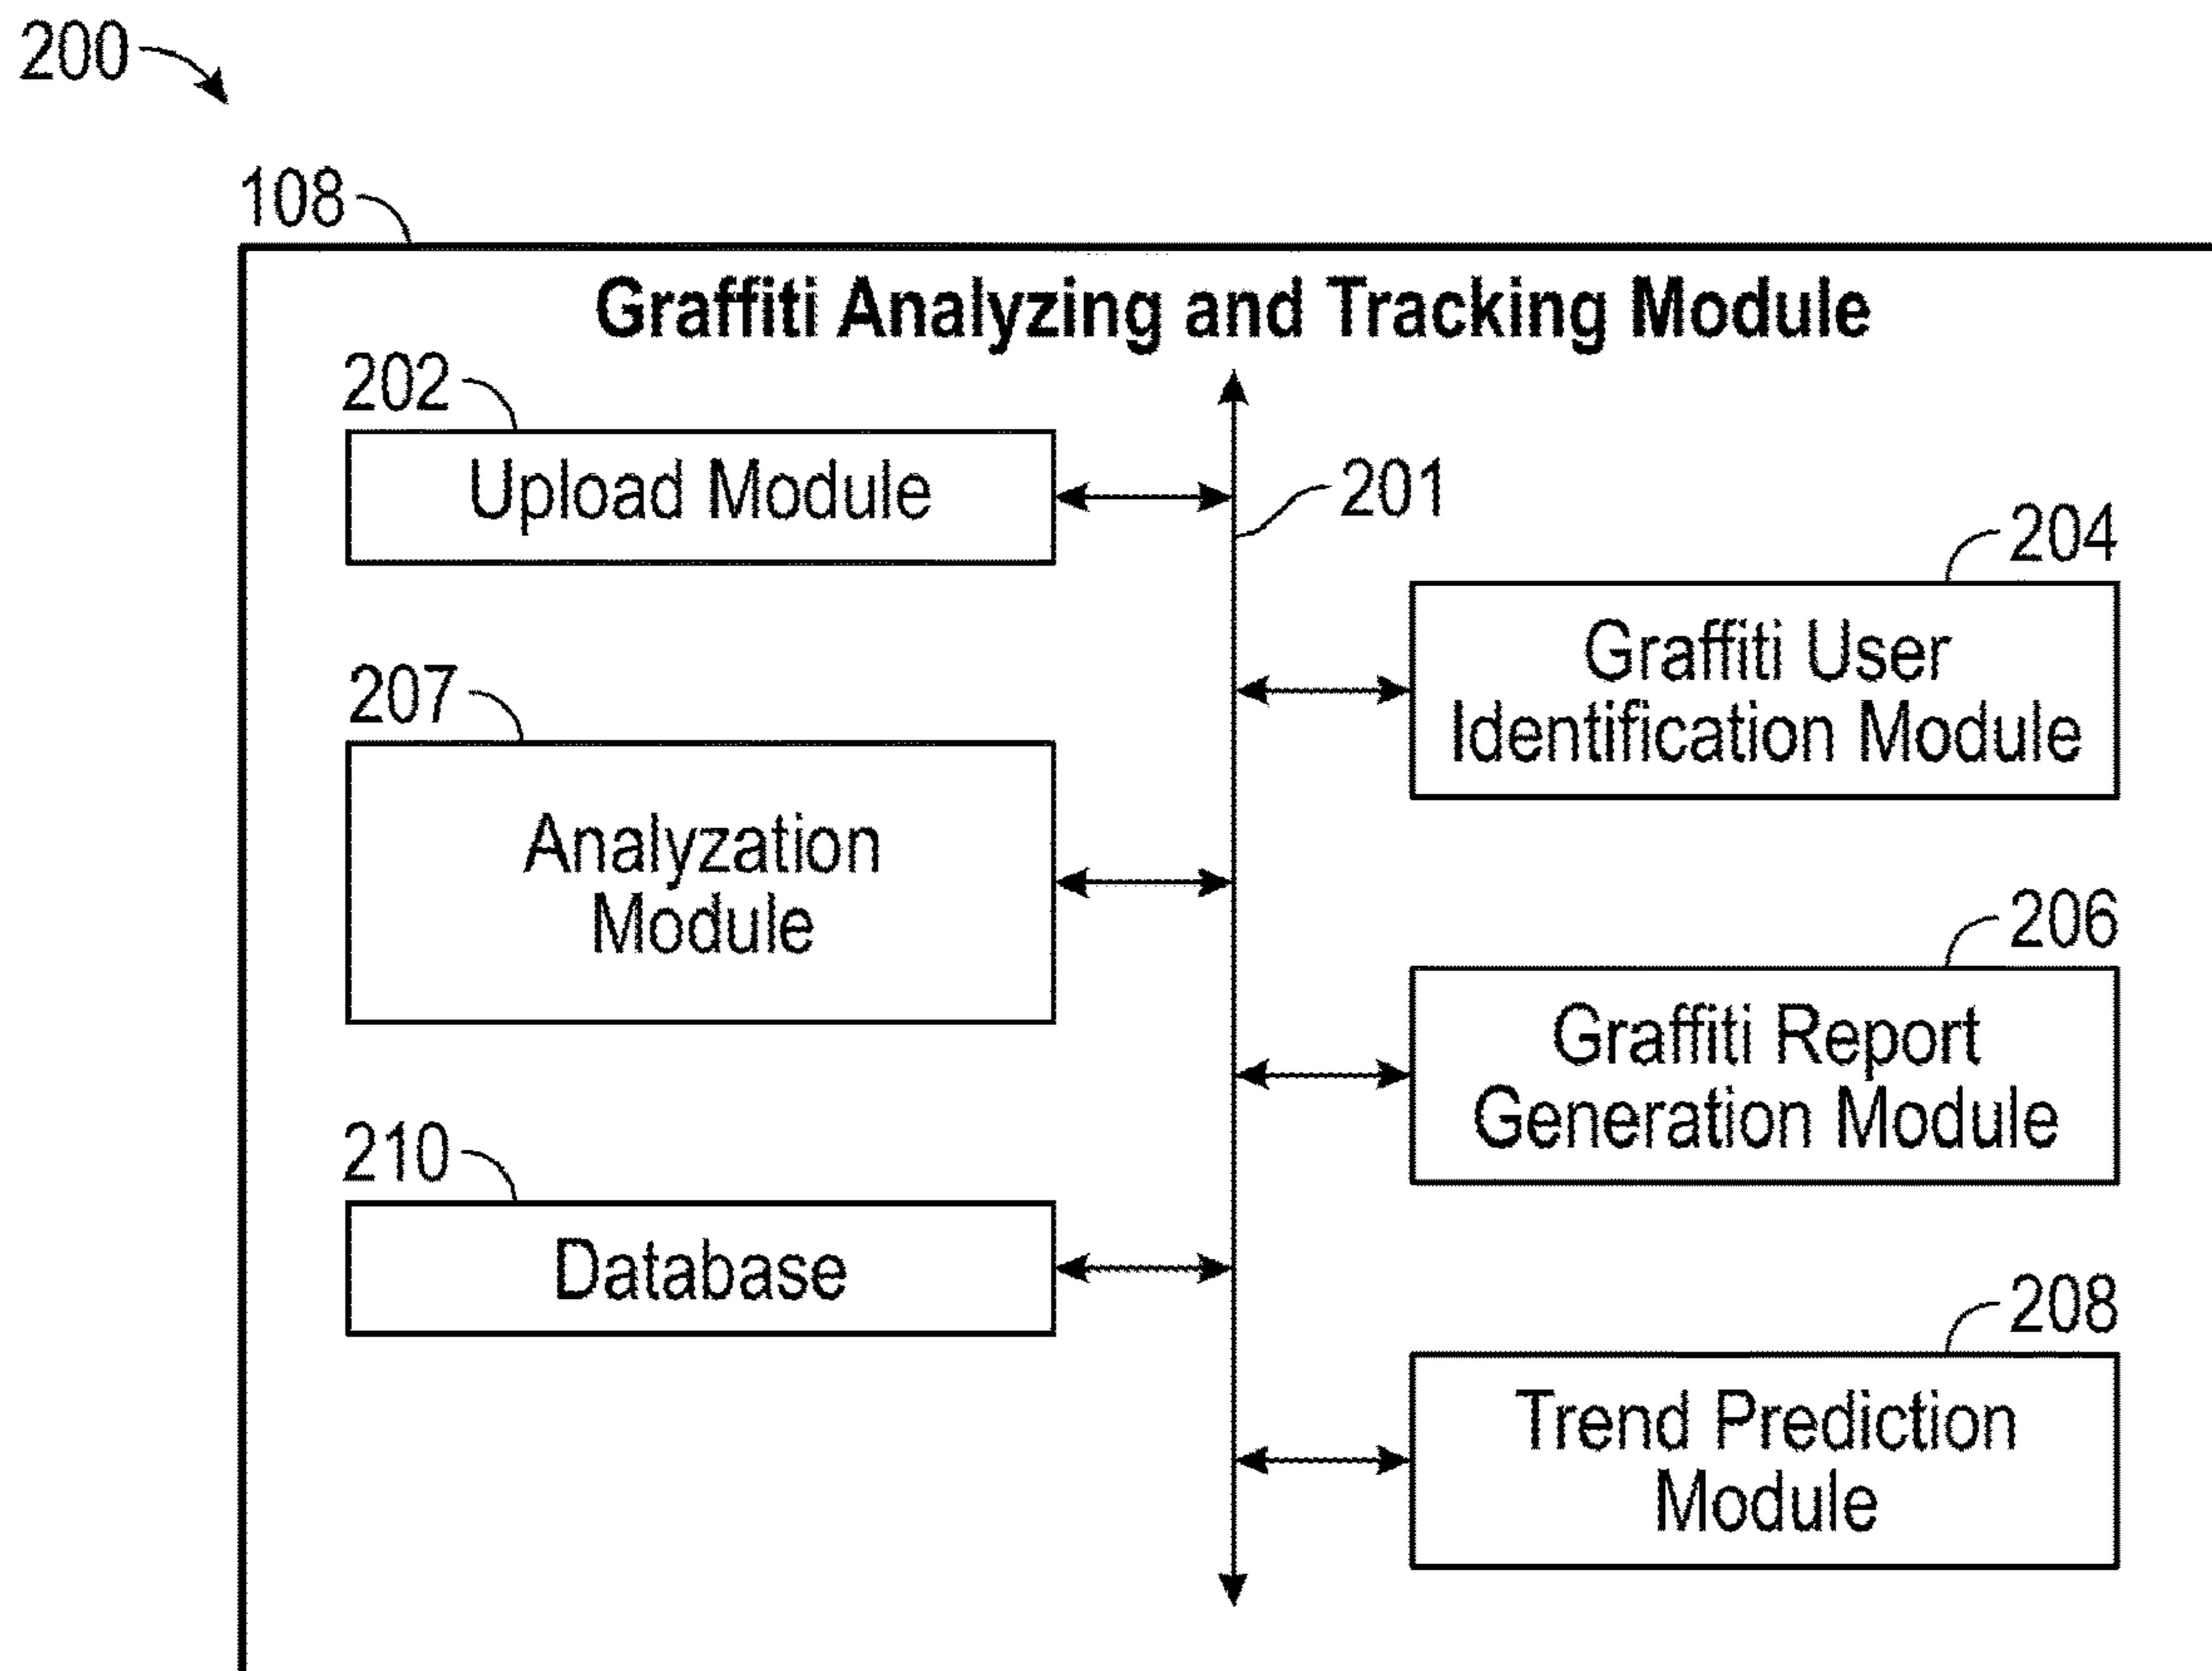 200
108
Graffiti Analyzing and Tracking Module
202
Upload Module
201
204
Graffiti User
Identification Module
207
Analyzation
Module
206
Graffiti Report
Generation Module
210
Database
208
Trend Prediction
Module